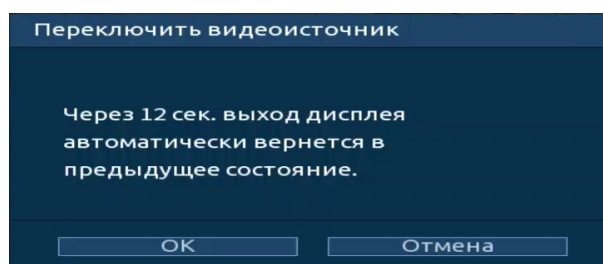 Переключить видеоисточник
Через 12 сек. выход дисплея
автоматически вернется в
предыдущее состояние.
OK
Отмена